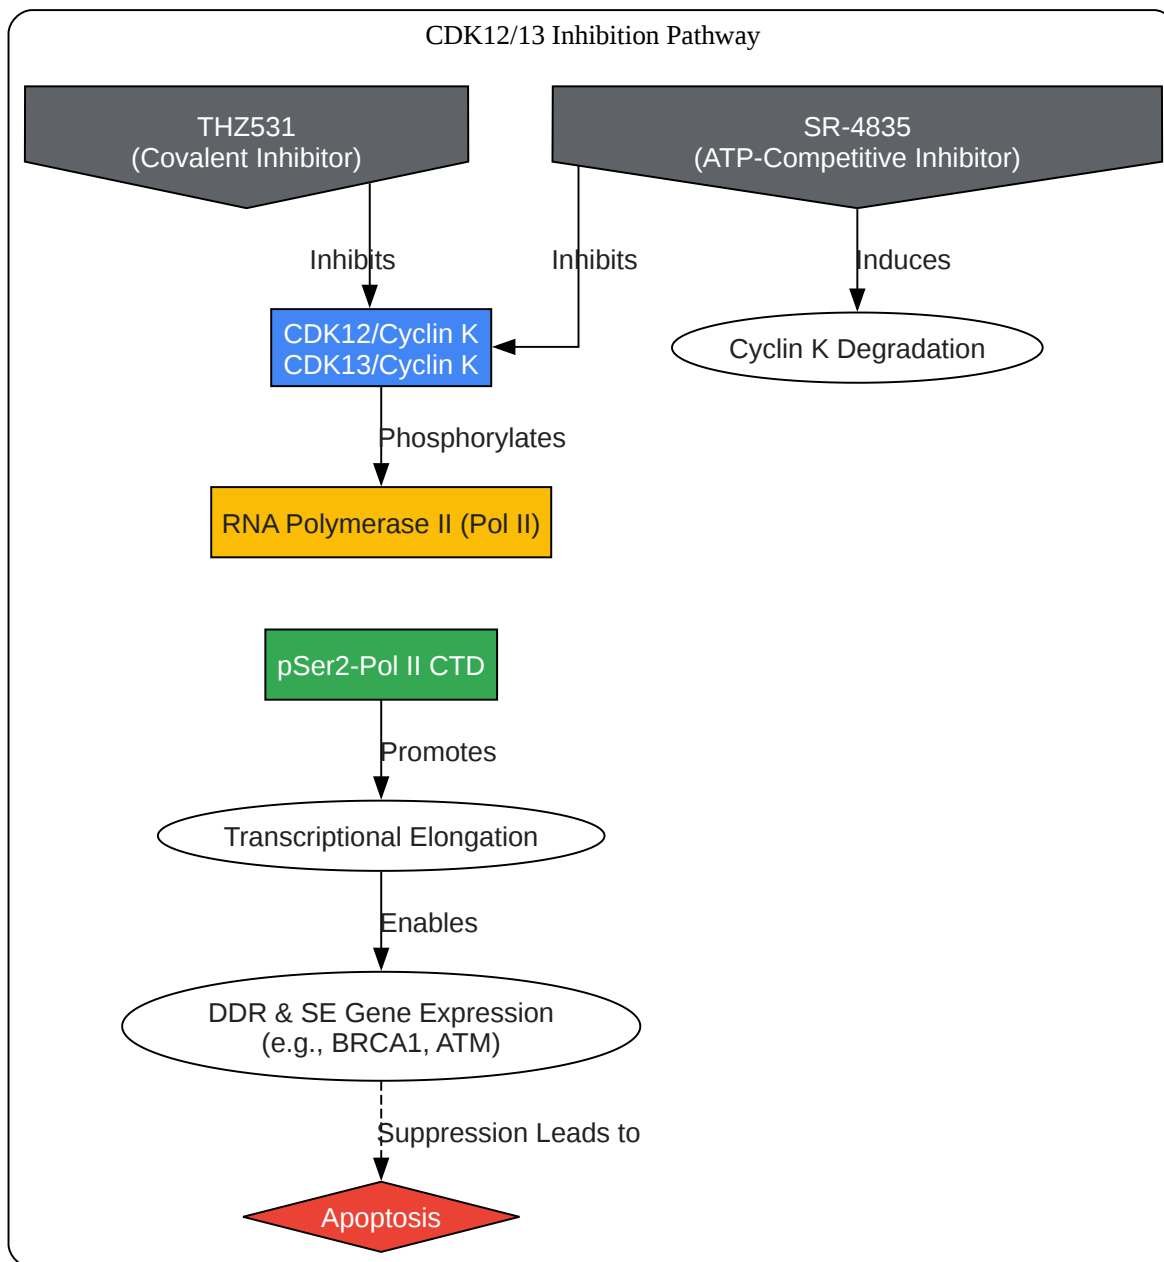 CDK12/13 Inhibition Pathway
THZ531
(Covalent Inhibitor)
SR-4835
(ATP-Competitive Inhibitor)
Inhibits
Inhibits
Induces
CDK12/Cyclin K
CDK13/Cyclin K
Cyclin K Degradation
Phosphorylates
RNA Polymerase II (Pol II)
pSer2-Pol II CTD
Promotes
Transcriptional Elongation
Enables
DDR & SE Gene Expression
(e.g., BRCA1, ATM)
Suppression Leads to
Apoptosis